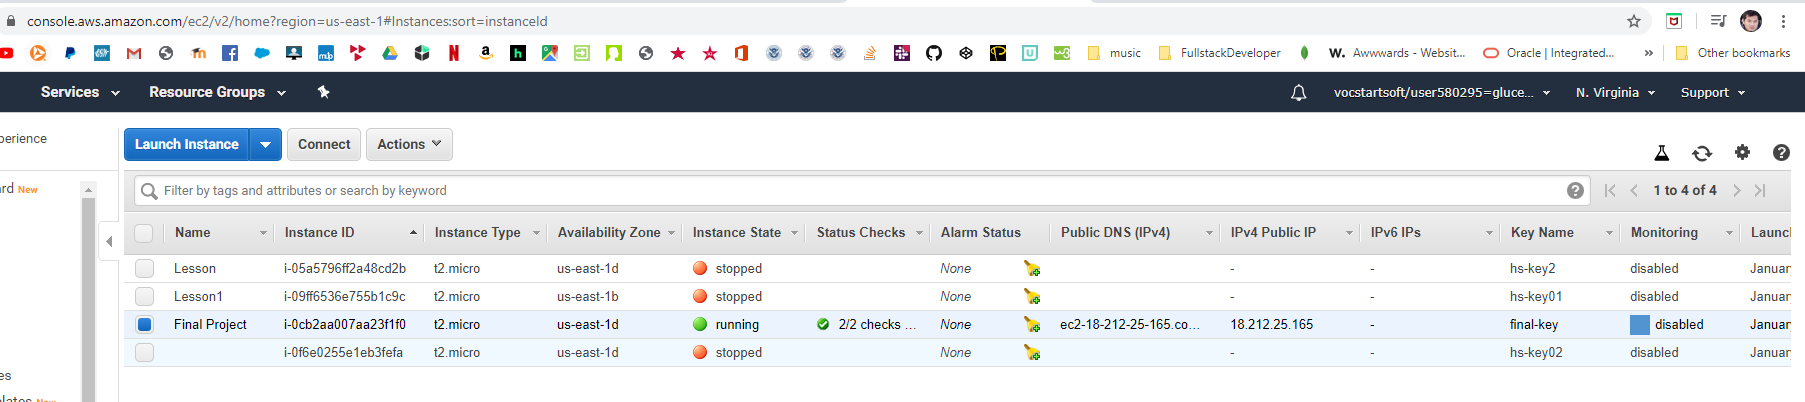 console.aws.amazon.com/ec2/v2/home?region=us-east-1#Instances:sort=instanceId
music FullstackDeveloper Awwwards - Websit... Oracle | Integrated... » Other bookmarks
Services Resource Groups vocstartsoft/user580295=gluce... N. Virginia Support
perience
Launch Instance Connect Actions
ard New
Filter by tags and attributes or search by keyword 1 to 4 of 4
Name Instance ID Instance Type Availability Zone Instance State Status Checks Alarm Status Public DNS (IPv4) IPv4 Public IP IPv6 IPs Key Name Monitoring Launc
Lesson i-05a5796ff2a48cd2b t2.micro us-east-1d stopped None - - hs-key2 disabled Januar
Lesson1 i-09ff6536e755b1c9c t2.micro us-east-1b stopped None - - hs-key01 disabled Januar
Final Project i-0cb2aa007aa23f1f0 t2.micro us-east-1d running 2/2 checks ... None ec2-18-212-25-165.co... 18.212.25.165 - final-key disabled Januar
i-0f6e0255e1eb3fefa t2.micro us-east-1d stopped None - - hs-key02 disabled Januar
es
plates New